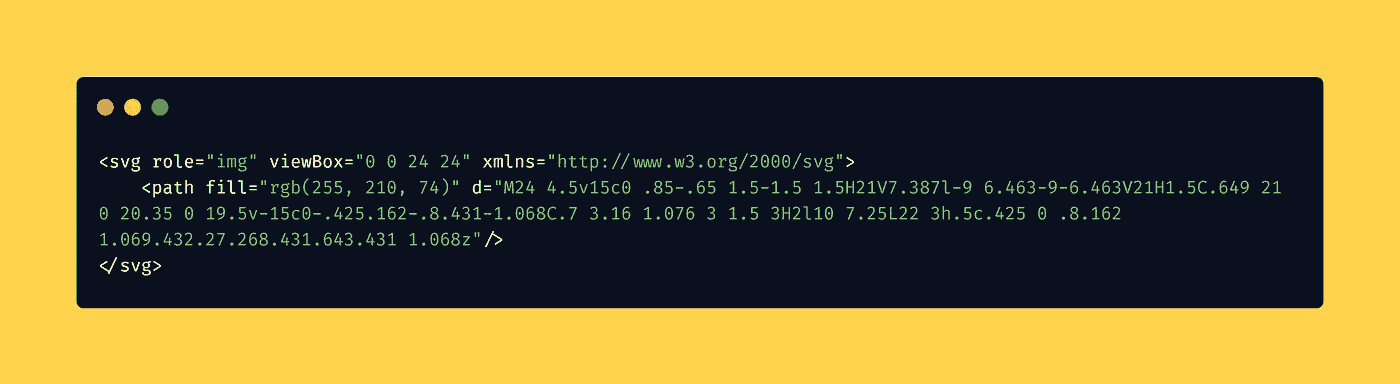 <svg role="img" viewBox="0 0 24 24" xmlns="http://www.w3.org/2000/svg">
    <path fill="rgb(255, 210, 74)" d="M24 4.5v15c0 .85-.65 1.5-1.5 1.5H21V7.387l-9 6.463-9-6.463V21H1.5C.649 21
0 20.35 0 19.5v-15c0-.425.162-.8.431-1.068C.7 3.16 1.076 3 1.5 3H2l10 7.25L22 3h.5c.425 0 .8.162
1.069.432.27.268.431.643.431 1.068z"/>
</svg>